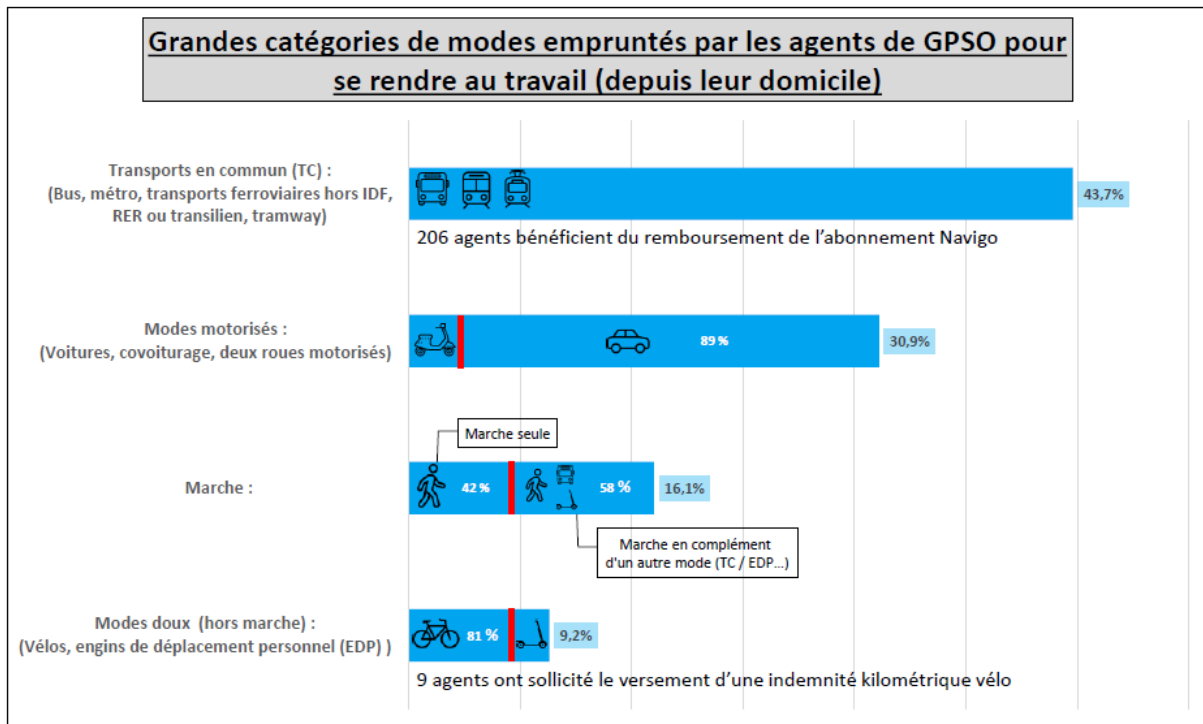 Grandes catégories de modes empruntés par les agents de GPSO pour
se rendre au travail (depuis leur domicile)
Transports en commun (TC) :
(Bus, métro, transports ferroviaires hors IDF,
RER ou transilien, tramway)
43,7%
206 agents bénéficient du remboursement de l'abonnement Navigo
Modes motorisés :
(Voitures, covoiturage, deux roues motorisés)
89 %
30,9%
Marche seule
Marche :
42 %
58 %
16,1%
Marche en complément
d'un autre mode (TC / EDP...)
Modes doux (hors marche) :
(Vélos, engins de déplacement personnel (EDP) )
81 %
9,2%
9 agents ont sollicité le versement d'une indemnité kilométrique vélo